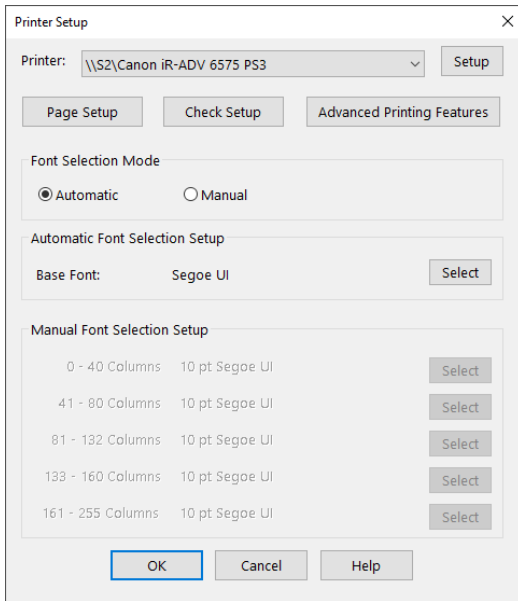 Printer Setup
Printer: \\S2\Canon iR-ADV 6575 PS3 Setup
Page Setup Check Setup Advanced Printing Features
Font Selection Mode
Automatic Manual
Automatic Font Selection Setup
Base Font: Segoe UI Select
Manual Font Selection Setup
0 - 40 Columns 10 pt Segoe UI Select
41 - 80 Columns 10 pt Segoe UI Select
81 - 132 Columns 10 pt Segoe UI Select
133 - 160 Columns 10 pt Segoe UI Select
161 - 255 Columns 10 pt Segoe UI Select
OK Cancel Help